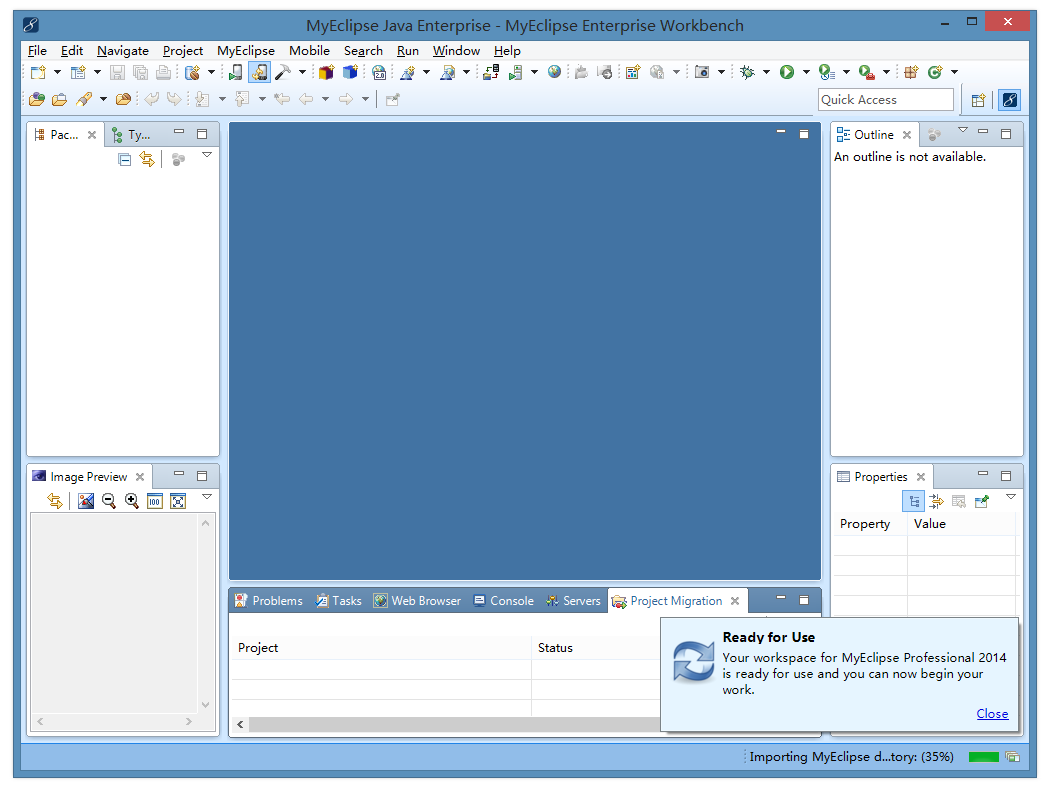 MyEclipse Java Enterprise - MyEclipse Enterprise Workbench
File Edit Navigate Project MyEclipse Mobile Search Run Window Help
2.0
Quick Access
Pac...
Ty...
Outline
An outline is not available.
Image Preview
100
Properties
Property Value
Problems Tasks Web Browser Console Servers Project Migration
Project Status
Ready for Use
Your workspace for MyEclipse Professional 2014
is ready for use and you can now begin your
work.
Close
Importing MyEclipse d...tory: (35%)